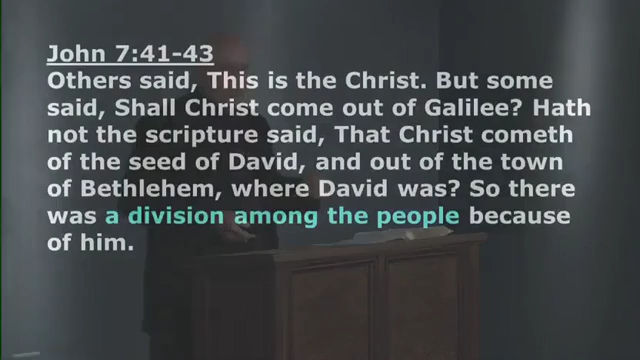 John 7:41-43
Others said, This is the Christ. But some
said, Shall Christ come out of Galilee? Hath
not the scripture said, That Christ cometh
of the seed of David, and out of the town
of Bethlehem, where David was? So there
was a division among the people because
of him.